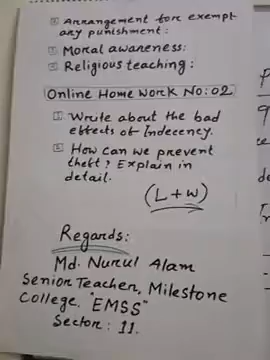 Arrangement for exempt
any punishment:
Moral awareness:
Religious teaching:
Online Home Work No: 02
1 Write about the bad
effects of Indecency.
2 How can we prevent
theft? Explain in
detail.
(L+W)
Regards:
Md. Nurul Alam
Senior Teacher, Milestone
College. "EMSS"
Sector: 11.